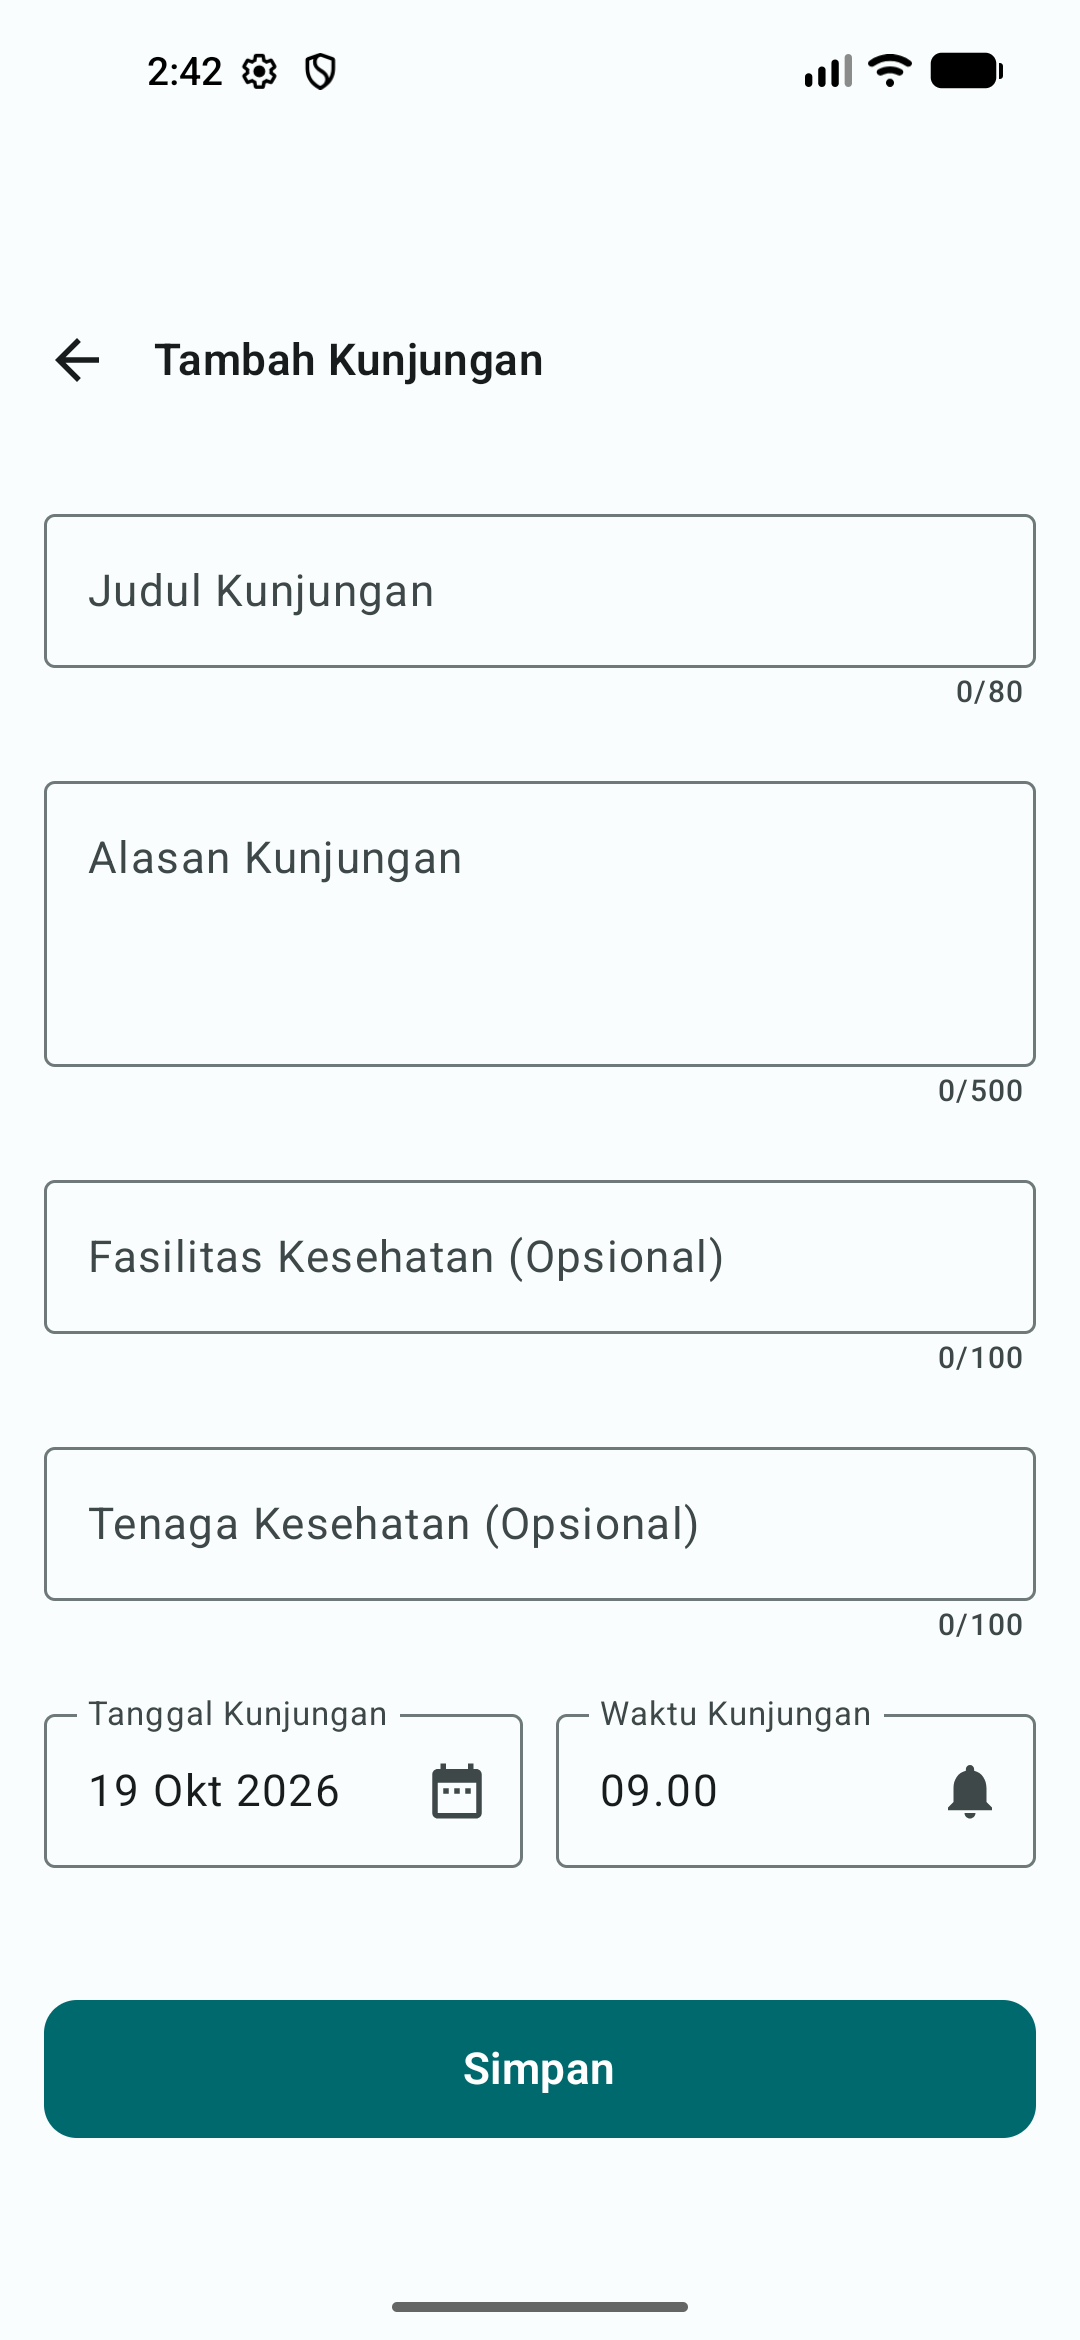 2:42
Tambah Kunjungan
Judul Kunjungan
0/80
Alasan Kunjungan
0/500
Fasilitas Kesehatan (Opsional)
0/100
Tenaga Kesehatan (Opsional)
0/100
Tanggal Kunjungan
19 Okt 2026
Waktu Kunjungan
09.00
Simpan